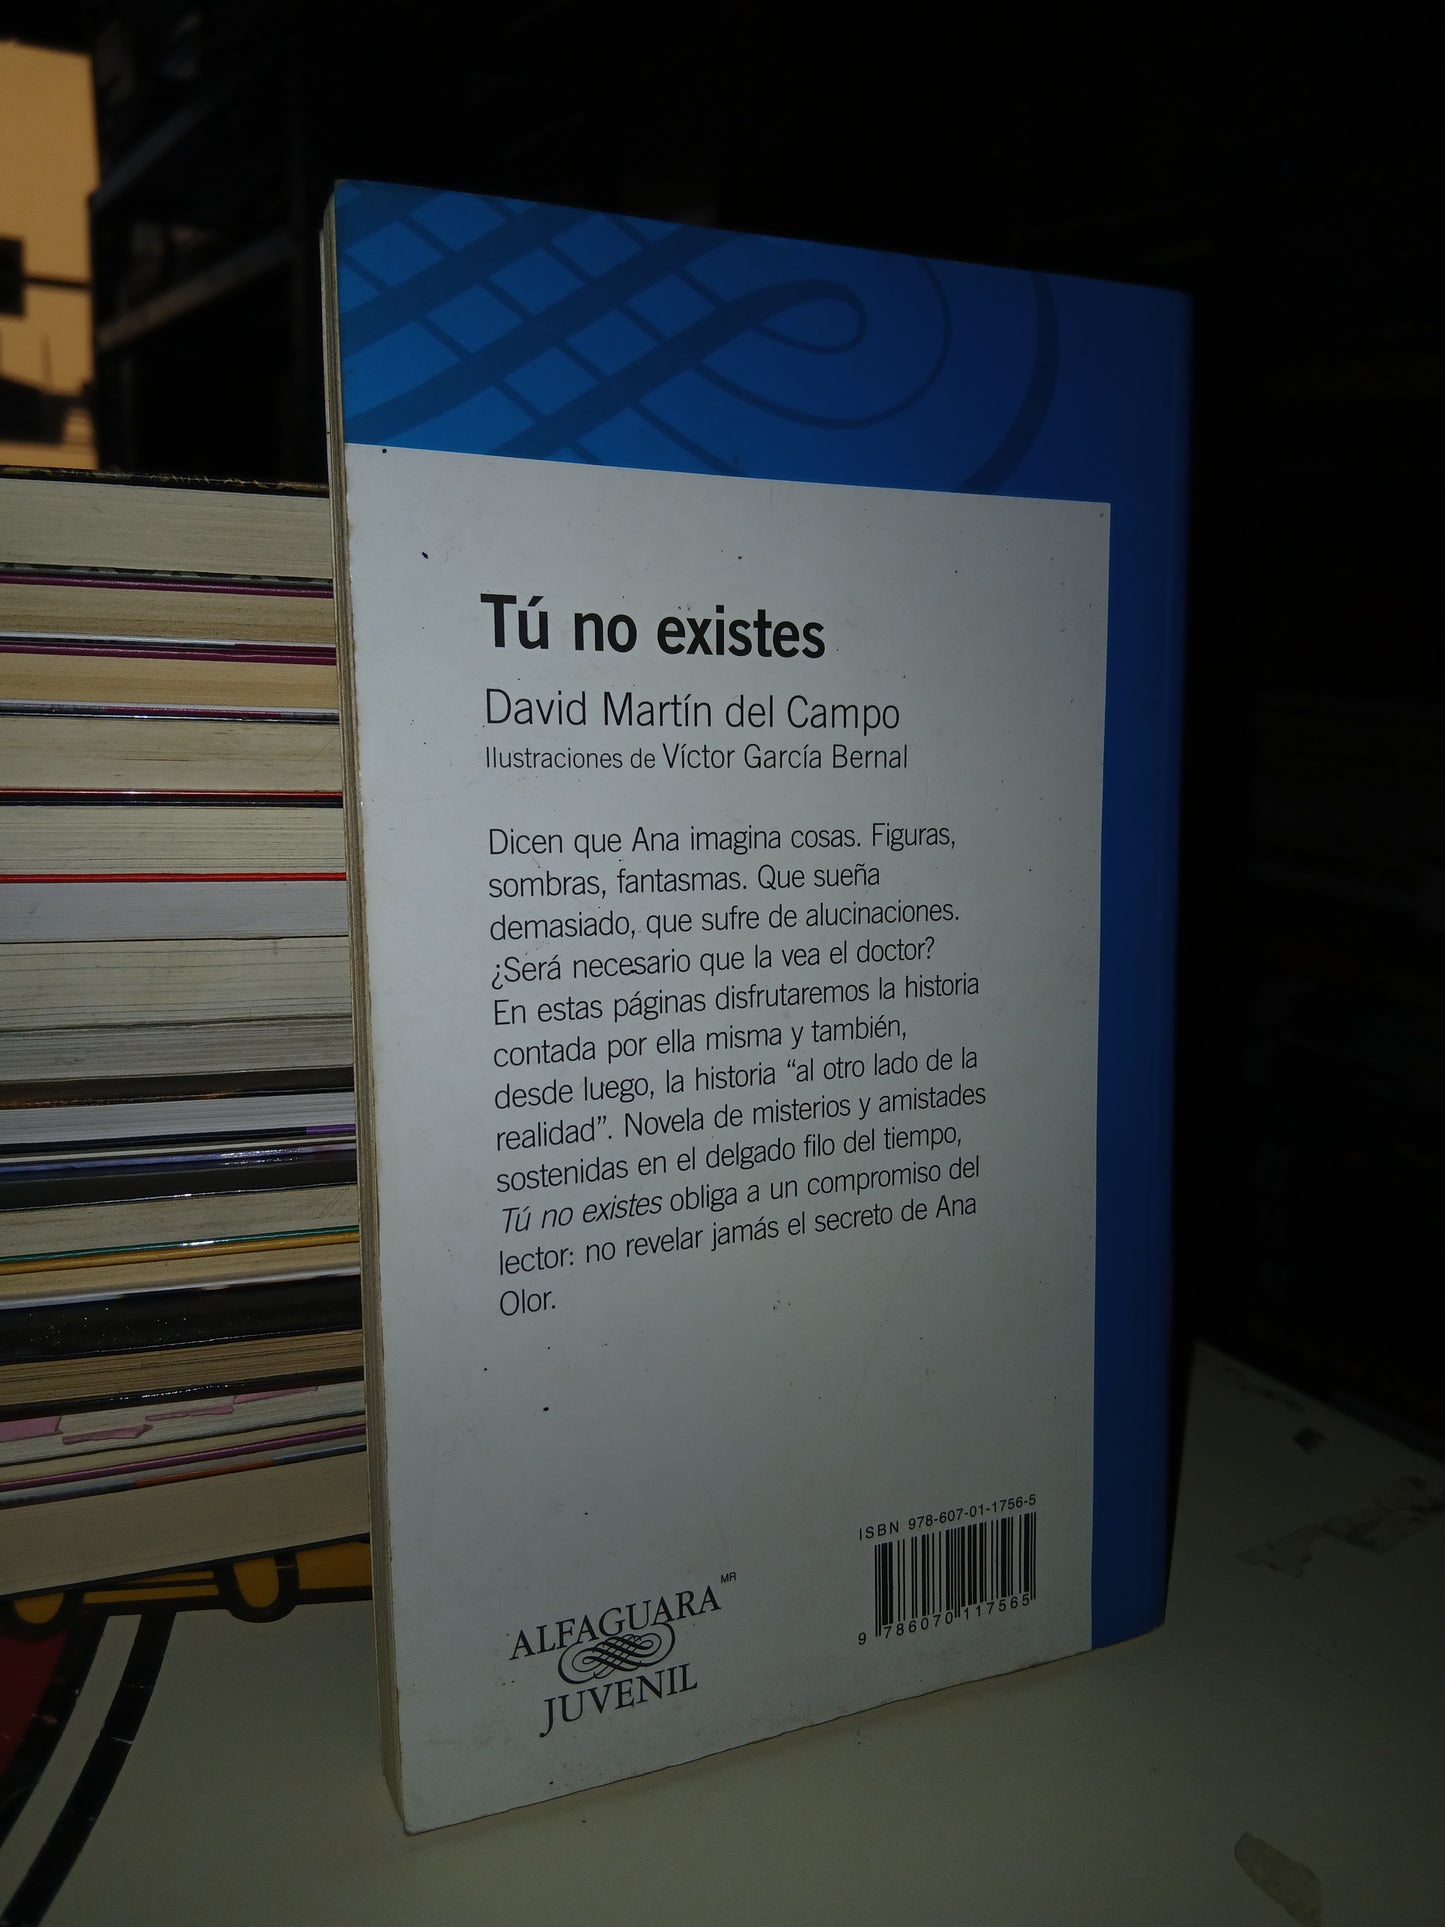 Tú no existes
David Martín del Campo
Ilustraciones de Víctor García Bernal
Dicen que Ana imagina cosas. Figuras,
sombras, fantasmas. Que sueña
demasiado, que sufre de alucinaciones.
¿Será necesario que la vea el doctor?
En estas páginas disfrutaremos la historia
contada por ella misma y también,
desde luego, la historia “al otro lado de la
realidad”. Novela de misterios y amistades
sostenidas en el delgado filo del tiempo,
Tú no existes obliga a un compromiso del
lector: no revelar jamás el secreto de Ana
Olor.
ISBN 978-607-01-1756-5
9 786070 117565
ALFAGUARA MR
JUVENIL